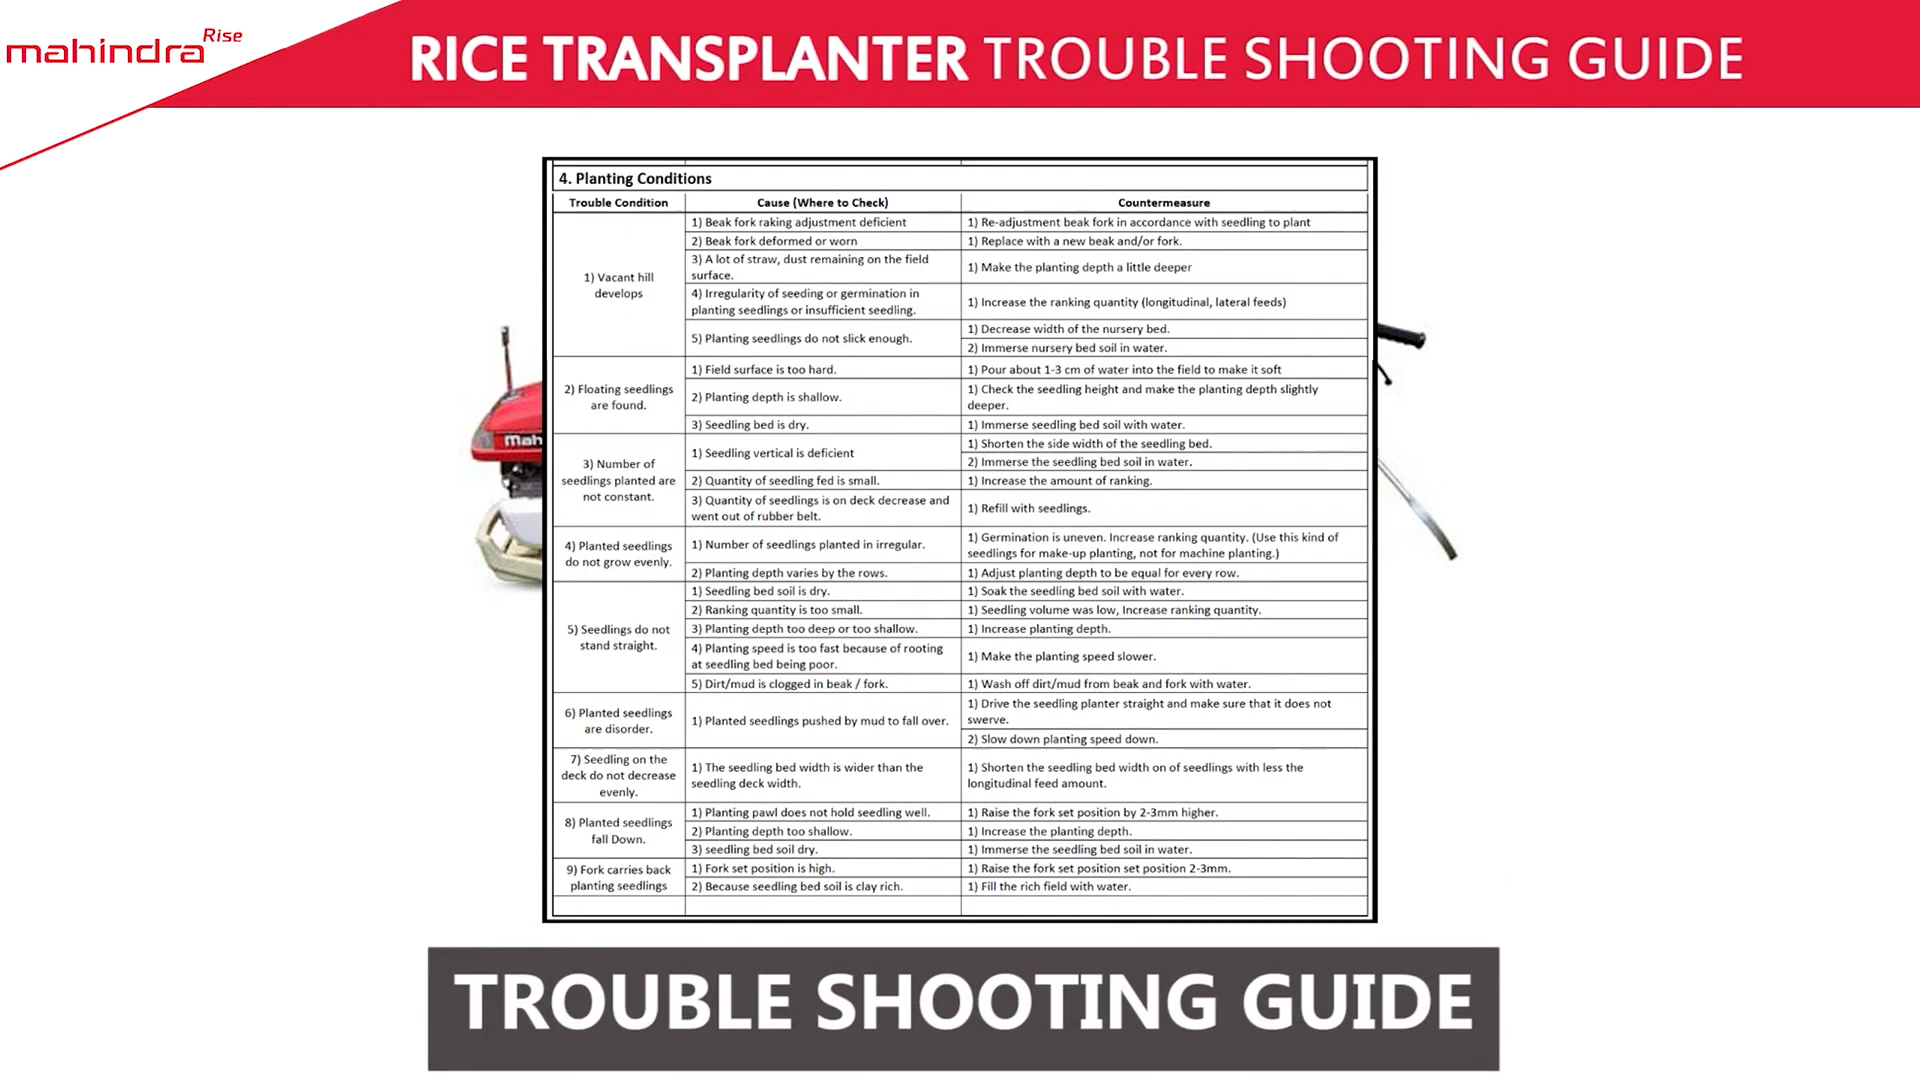 mahindra Rise
RICE TRANSPLANTER TROUBLE SHOOTING GUIDE
4. Planting Conditions
Trouble Condition
Cause (Where to Check)
Countermeasure
1) Vacant hill
develops
1) Beak fork raking adjustment deficient
1) Re-adjustment beak fork in accordance with seedling to plant
2) Beak fork deformed or worn
1) Replace with a new beak and/or fork.
3) A lot of straw, dust remaining on the field
surface.
1) Make the planting depth a little deeper
4) Irregularity of seeding or germination in
planting seedlings or insufficient seedling.
1) Increase the ranking quantity (longitudinal, lateral feeds)
5) Planting seedlings do not slick enough.
1) Decrease width of the nursery bed.
2) Immerse nursery bed soil in water.
2) Floating seedlings
are found.
1) Field surface is too hard.
1) Pour about 1-3 cm of water into the field to make it soft
2) Planting depth is shallow.
1) Check the seedling height and make the planting depth slightly
deeper.
3) Seedling bed is dry.
1) Immerse seedling bed soil with water.
3) Number of
seedlings planted are
not constant.
1) Seedling vertical is deficient
1) Shorten the side width of the seedling bed.
2) Immerse the seedling bed soil in water.
2) Quantity of seedling fed is small.
1) Increase the amount of ranking.
3) Quantity of seedlings is on deck decrease and
went out of rubber belt.
1) Refill with seedlings.
4) Planted seedlings
do not grow evenly.
1) Number of seedlings planted in irregular.
1) Germination is uneven. Increase ranking quantity. (Use this kind of
seedlings for make-up planting, not for machine planting.)
2) Planting depth varies by the rows.
1) Adjust planting depth to be equal for every row.
5) Seedlings do not
stand straight.
1) Seedling bed soil is dry.
1) Soak the seedling bed soil with water.
2) Ranking quantity is too small.
1) Seedling volume was low, Increase ranking quantity.
3) Planting depth too deep or too shallow.
1) Increase planting depth.
4) Planting speed is too fast because of rooting
at seedling bed being poor.
1) Make the planting speed slower.
5) Dirt/mud is clogged in beak / fork.
1) Wash off dirt/mud from beak and fork with water.
6) Planted seedlings
are disorder.
1) Planted seedlings pushed by mud to fall over.
1) Drive the seedling planter straight and make sure that it does not
swerve.
2) Slow down planting speed down.
7) Seedling on the
deck do not decrease
evenly.
1) The seedling bed width is wider than the
seedling deck width.
1) Shorten the seedling bed width on of seedlings with less the
longitudinal feed amount.
8) Planted seedlings
fall Down.
1) Planting pawl does not hold seedling well.
1) Raise the fork set position by 2-3mm higher.
2) Planting depth too shallow.
1) Increase the planting depth.
3) seedling bed soil dry.
1) Immerse the seedling bed soil in water.
9) Fork carries back
planting seedlings
1) Fork set position is high.
1) Raise the fork set position set position 2-3mm.
2) Because seedling bed soil is clay rich.
1) Fill the rich field with water.
Mah
TROUBLE SHOOTING GUIDE